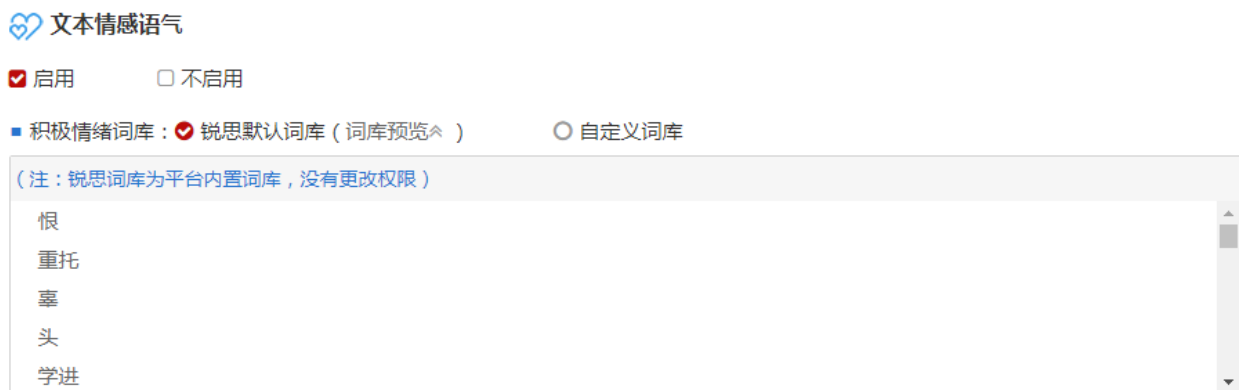 文本情感语气
启用 不启用
积极情绪词库：锐思默认词库（词库预览） 自定义词库
（注：锐思词库为平台内置词库，没有更改权限）
恨
重托
辜
头
学进